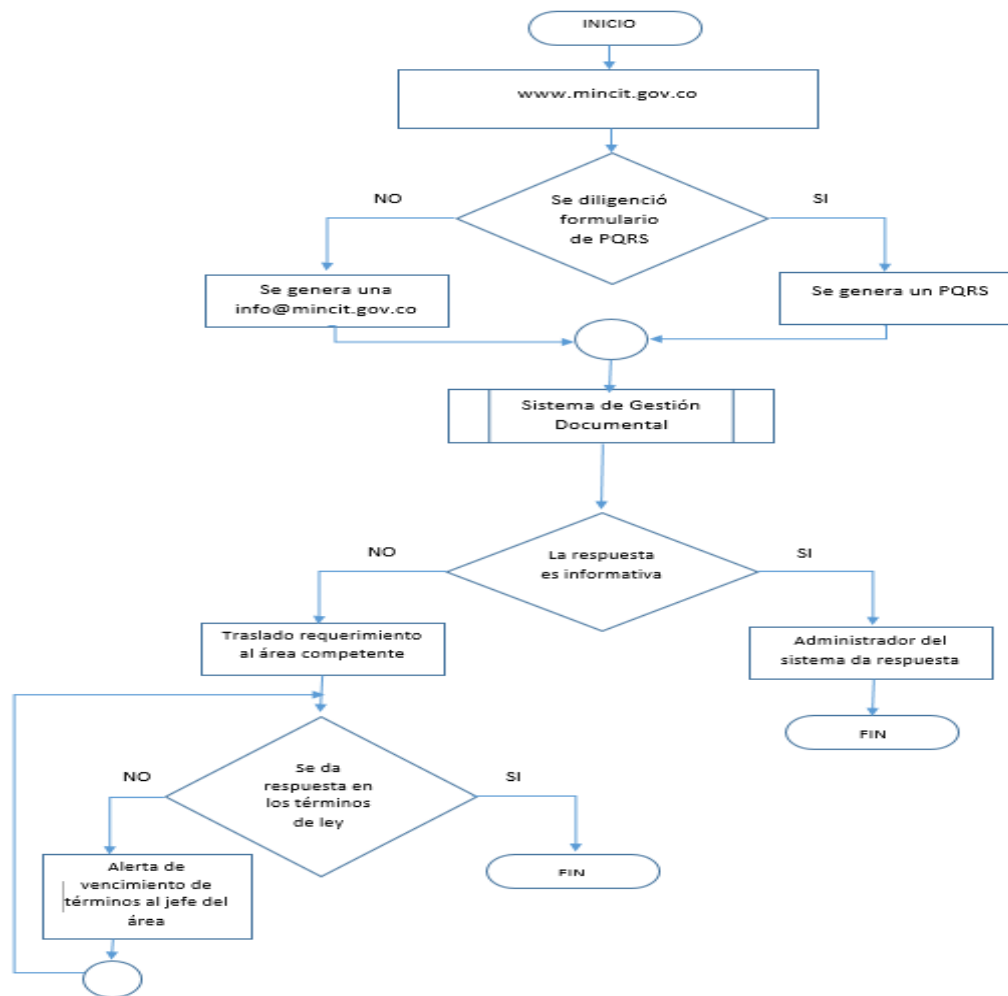 INICIO
www.mincit.gov.co
NO
SI
Se diligenció
formulario
de PQRS
Se genera una
info@mincit.gov.co
Se genera un PQRS
Sistema de Gestión
Documental
NO
SI
La respuesta
es informativa
Traslado requerimiento
al área competente
Administrador del
sistema da respuesta
FIN
NO
SI
Se da
respuesta en
los términos
de ley
Alerta de
vencimiento de
términos al jefe del
área
FIN